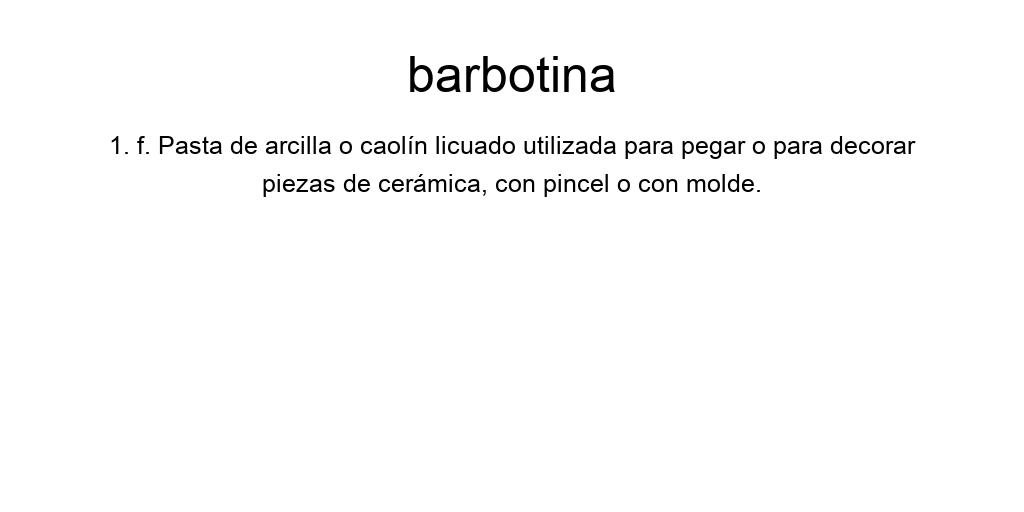 barbotina
1. f. Pasta de arcilla o caolín licuado utilizada para pegar o para decorar
piezas de cerámica, con pincel o con molde.